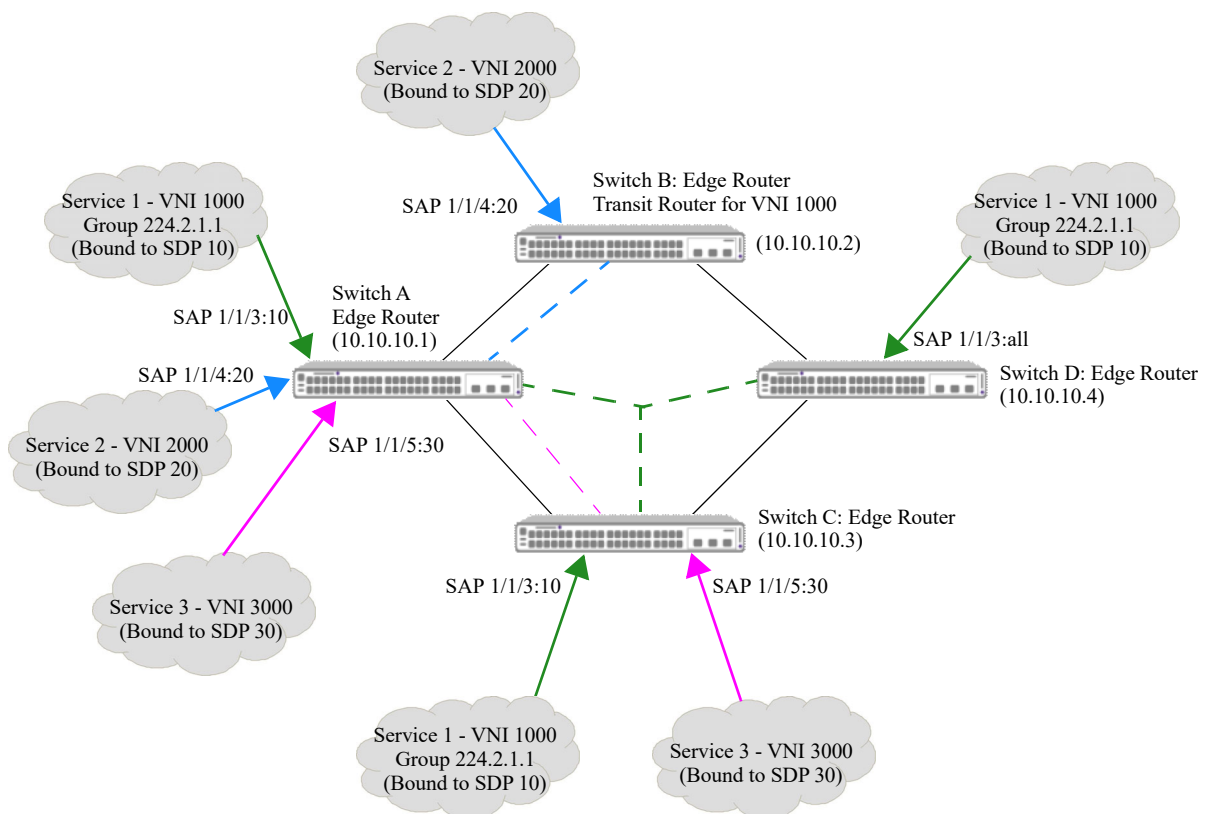 Service 2 - VNI 2000
(Bound to SDP 20)
Service 1 - VNI 1000
Group 224.2.1.1
(Bound to SDP 10)
SAP 1/1/4:20
Switch B: Edge Router
Transit Router for VNI 1000
(10.10.10.2)
Service 1 - VNI 1000
Group 224.2.1.1
(Bound to SDP 10)
SAP 1/1/3:10
Switch A
Edge Router
(10.10.10.1)
SAP 1/1/3:all
SAP 1/1/4:20
Switch D: Edge Router
(10.10.10.4)
Service 2 - VNI 2000
(Bound to SDP 20)
SAP 1/1/5:30
Switch C: Edge Router
(10.10.10.3)
SAP 1/1/3:10
SAP 1/1/5:30
Service 3 - VNI 3000
(Bound to SDP 30)
Service 1 - VNI 1000
Group 224.2.1.1
(Bound to SDP 10)
Service 3 - VNI 3000
(Bound to SDP 30)